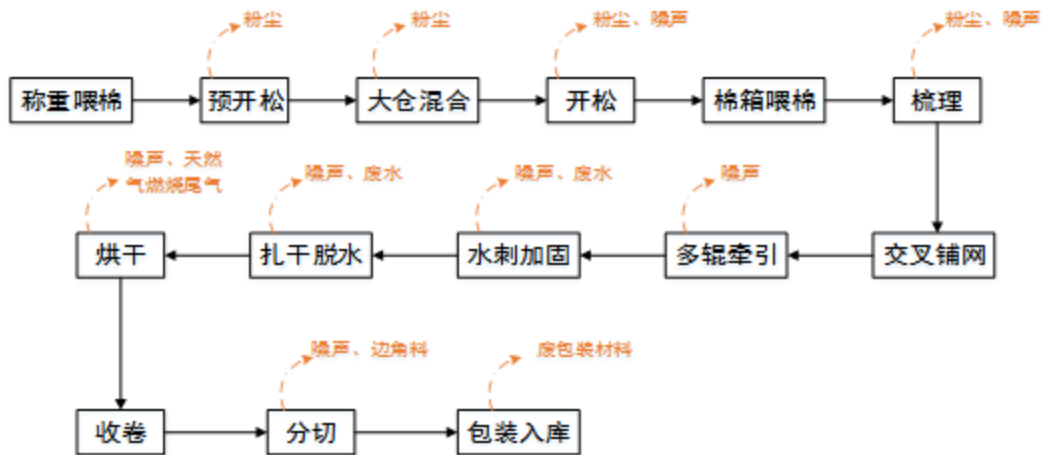 粉尘
粉尘
粉尘、噪声
粉尘、噪声
称重喂棉
预开松
大仓混合
开松
棉箱喂棉
梳理
噪声、天然
气燃烧尾气
噪声、废水
噪声、废水
噪声
烘干
扎干脱水
水刺加固
多辊牵引
交叉铺网
噪声、边角料
废包装材料
收卷
分切
包装入库